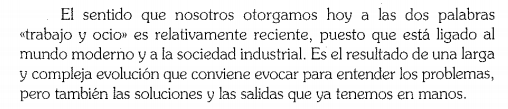 El sentido que nosotros otorgamos hoy a las dos palabras
«trabajo y ocio» es relativamente reciente, puesto que está ligado al
mundo moderno y a la sociedad industrial. Es el resultado de una larga
y compleja evolución que conviene evocar para entender los problemas,
pero también las soluciones y las salidas que ya tenemos en manos.